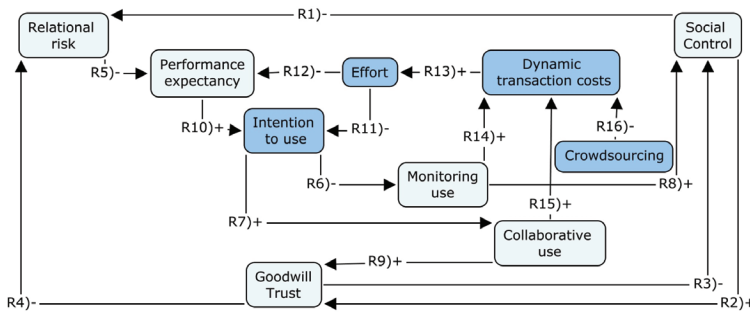 R1)-
Relational
risk
Social
Control
R5)-
Performance
expectancy
R12)-
Effort
R13)+
Dynamic
transaction costs
R10)+
Intention
to use
R11)-
R14)+
R16)-
Crowdsourcing
R6)-
Monitoring
use
R8)+
R7)+
R15)+
Collaborative
use
R9)+
Goodwill
Trust
R3)-
R4)-
R2)+